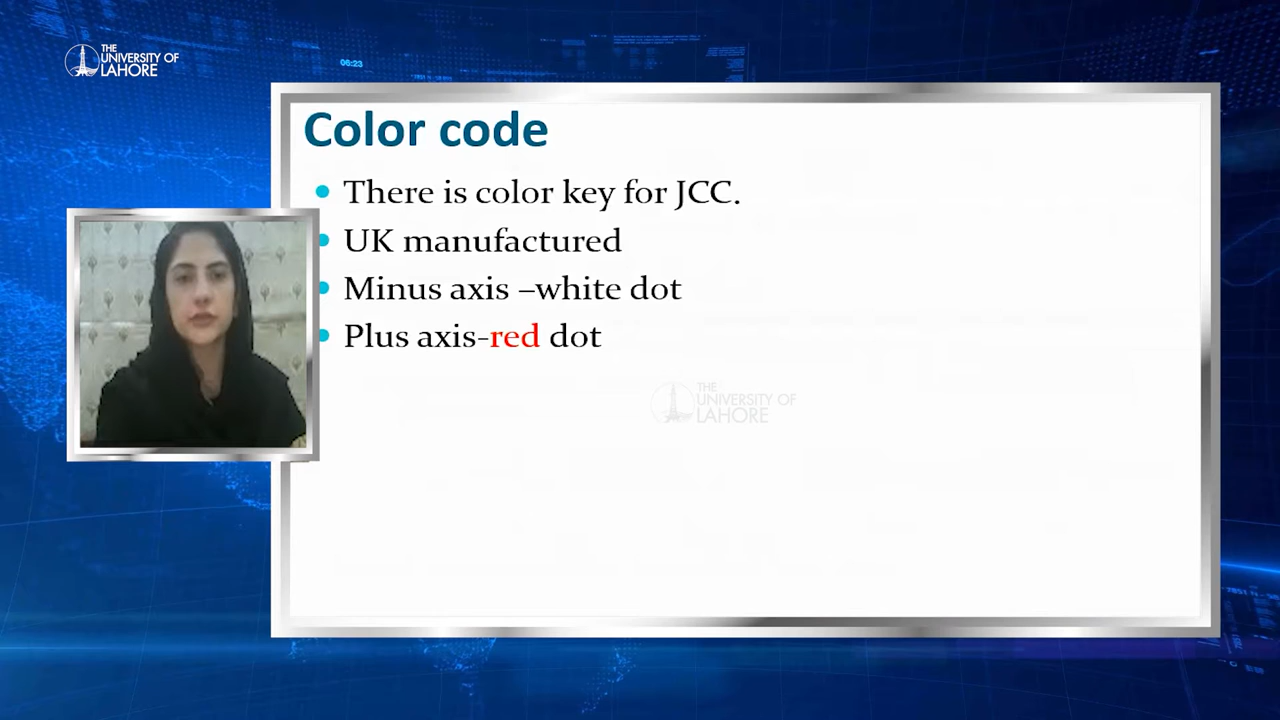 THE
UNIVERSITY OF
LAHORE
06:23
Color code
There is color key for JCC.
UK manufactured
Minus axis –white dot
Plus axis-red dot
THE
UNIVERSITY OF
LAHORE